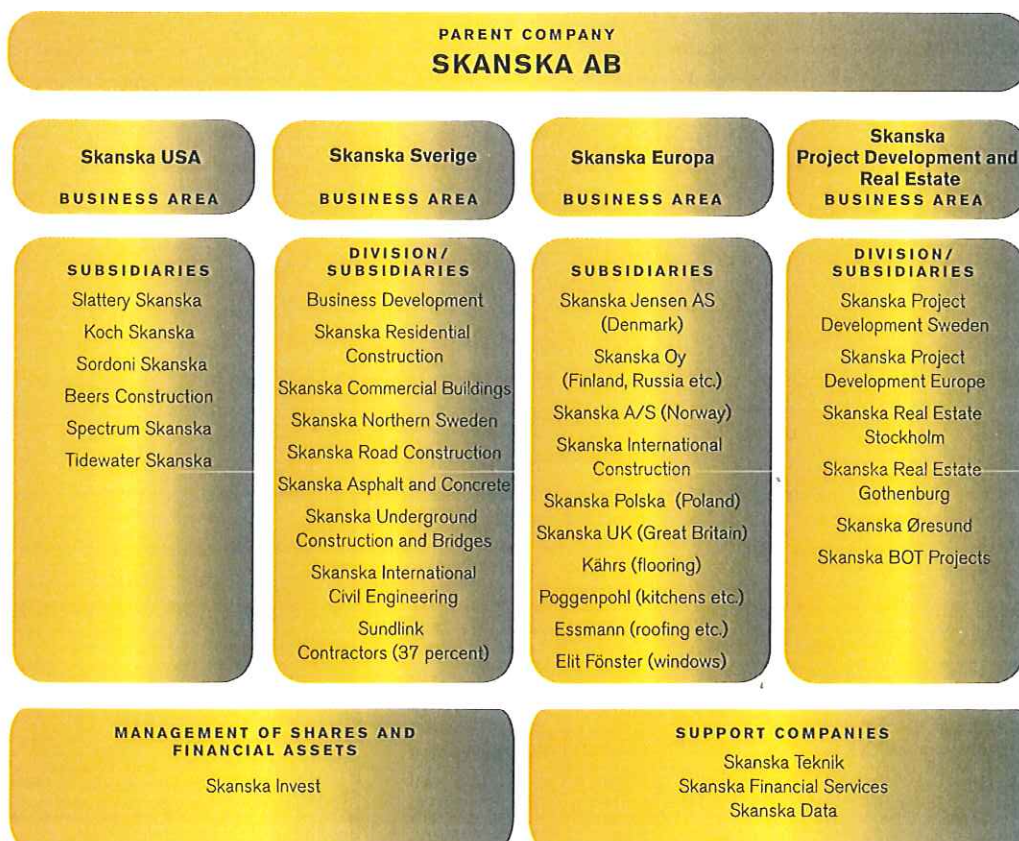 PARENT COMPANY
SKANSKA AB
Skanska USA
BUSINESS AREA
Skanska Sverige
BUSINESS AREA
Skanska Europa
BUSINESS AREA
Skanska
Project Development and
Real Estate
BUSINESS AREA
SUBSIDIARIES
Slattery Skanska
Koch Skanska
Sordoni Skanska
Beers Construction
Spectrum Skanska
Tidewater Skanska
DIVISION/
SUBSIDIARIES
Business Development
Skanska Residential
Construction
Skanska Commercial Buildings
Skanska Northern Sweden
Skanska Road Construction
Skanska Asphalt and Concrete
Skanska Underground
Construction and Bridges
Skanska International
Civil Engineering
Sundlink
Contractors (37 percent)
SUBSIDIARIES
Skanska Jensen AS
(Denmark)
Skanska Oy
(Finland, Russia etc.)
Skanska A/S (Norway)
Skanska International
Construction
Skanska Polska (Poland)
Skanska UK (Great Britain)
Kährs (flooring)
Poggenpohl (kitchens etc.)
Essmann (roofing etc.)
Elit Fönster (windows)
DIVISION/
SUBSIDIARIES
Skanska Project
Development Sweden
Skanska Project
Development Europe
Skanska Real Estate
Stockholm
Skanska Real Estate
Gothenburg
Skanska Øresund
Skanska BOT Projects
MANAGEMENT OF SHARES AND
FINANCIAL ASSETS
Skanska Invest
SUPPORT COMPANIES
Skanska Teknik
Skanska Financial Services
Skanska Data